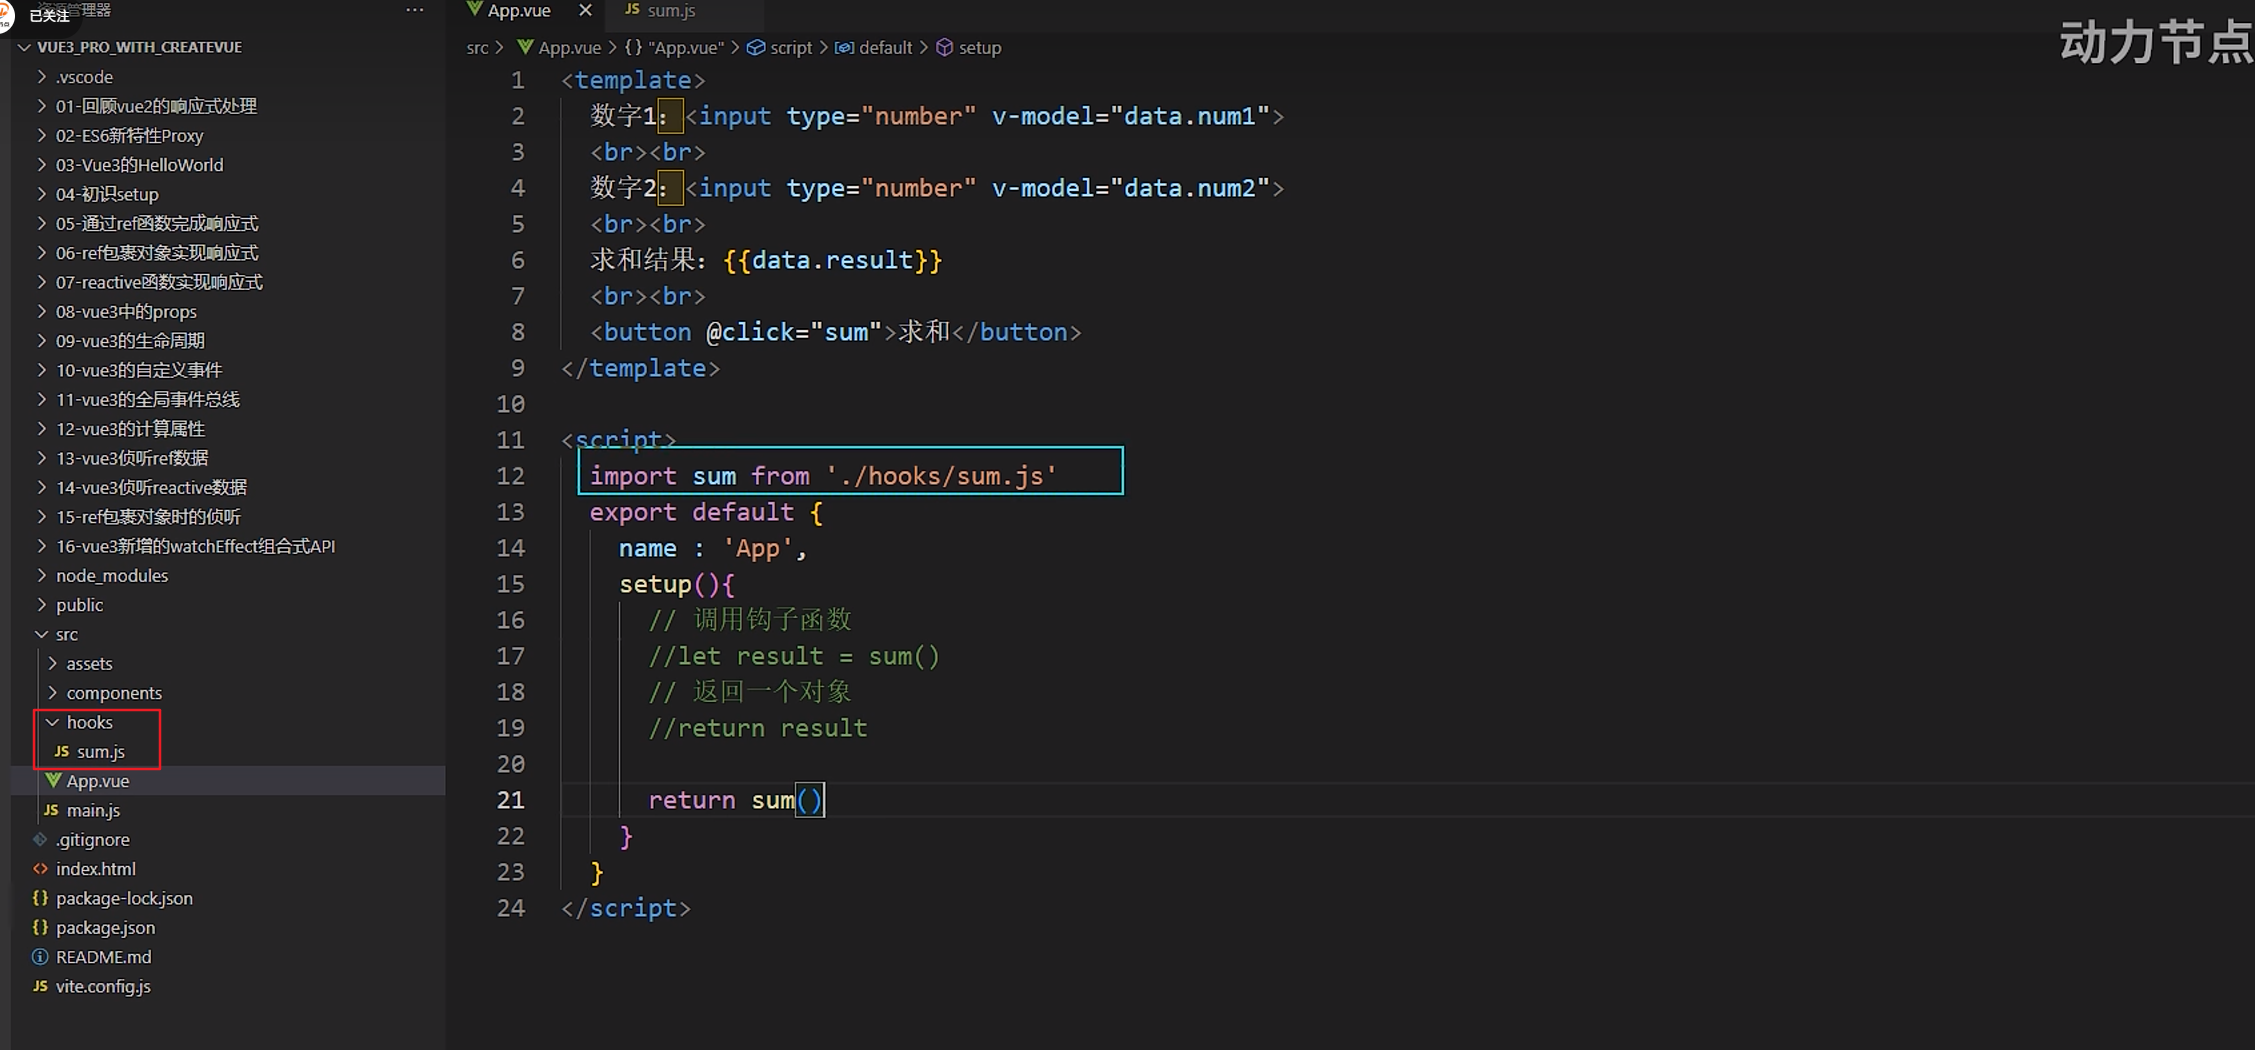 资源管理器
已关注
···
VUE3_PRO_WITH_CREATEVUE
.vscode
01-回顾vue2的响应式处理
02-ES6新特性Proxy
03-Vue3的HelloWorld
04-初识setup
05-通过ref函数完成响应式
06-ref包裹对象实现响应式
07-reactive函数实现响应式
08-vue3中的props
09-vue3的生命周期
10-vue3的自定义事件
11-vue3的全局事件总线
12-vue3的计算属性
13-vue3侦听ref数据
14-vue3侦听reactive数据
15-ref包裹对象时的侦听
16-vue3新增的watchEffect组合式API
node_modules
public
src
assets
components
hooks
JS sum.js
App.vue
JS main.js
.gitignore
<> index.html
{} package-lock.json
{} package.json
README.md
JS vite.config.js
App.vue × JS sum.js
动力节点
src > App.vue > {} "App.vue" > script > default > setup
1 <template>
2 数字1：<input type="number" v-model="data.num1">
3 <br><br>
4 数字2：<input type="number" v-model="data.num2">
5 <br><br>
6 求和结果：{{data.result}}
7 <br><br>
8 <button @click="sum">求和</button>
9 </template>
10
11 <script>
12 import sum from './hooks/sum.js'
13 export default {
14 name : 'App',
15 setup(){
16 // 调用钩子函数
17 //let result = sum()
18 // 返回一个对象
19 //return result
20
21 return sum()
22 }
23 }
24 </script>